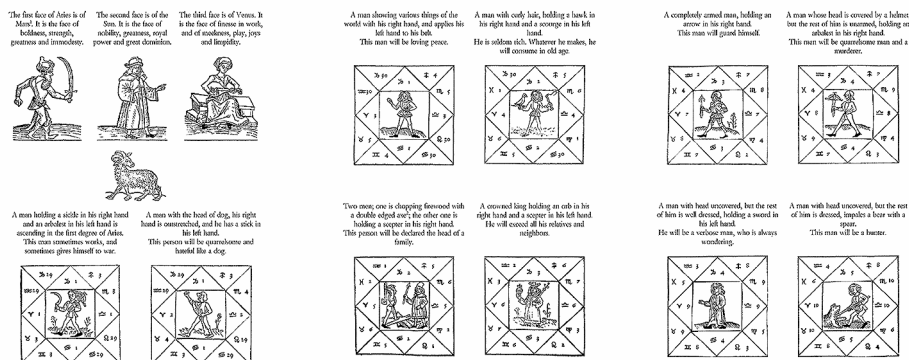 The first face of Aries is of
Mars¹. It is the face of
boldness, strength,
greatness and immodesty.
The second face is of the
Sun. It is the face of
nobility, greatness, royal
power and great dominion.
The third face is of Venus. It
is the face of finesse in work,
and of meekness, play, joys
and limpidity.
A man holding a sickle in his right hand
and an arbelest in his left hand is
ascending in the first degree of Aries.
This man sometimes works, and
sometimes gives himself to war.
A man with the head of dog, his right
hand is outstretched, and he has a stick in
his left hand.
This person will be quarrelsome and
hateful like a dog.
A man showing various things of the
world with his right hand, and applies his
left hand to his belt.
This man will be loving peace.
A man with curly hair, holding a hawk in
his right hand and a scourge in his left
hand.
He is seldom rich. Whatever he makes, he
will consume in old age.
Two men; one is chopping firewood with
a double edged axe²; the other one is
holding a scepter in his right hand.
This person will be declared the head of a
family.
A crowned king holding an orb in his
right hand and a scepter in his left hand.
He will exceed all his relatives and
neighbors.
A completely armed man, holding an
arrow in his right hand.
This man will guard himself.
A man whose head is covered by a helmet
but the rest of him is unarmed, holding an
arbelest in his right hand.
This man will be quarrelsome man and a
murderer.
A man with head uncovered, but the rest
of him is well dressed, holding a sword in
his left hand.
He will be a verbose man, who is always
wandering.
A man with head uncovered, but the rest
of him is dressed, impales a bear with a
spear.
This man will be a hunter.